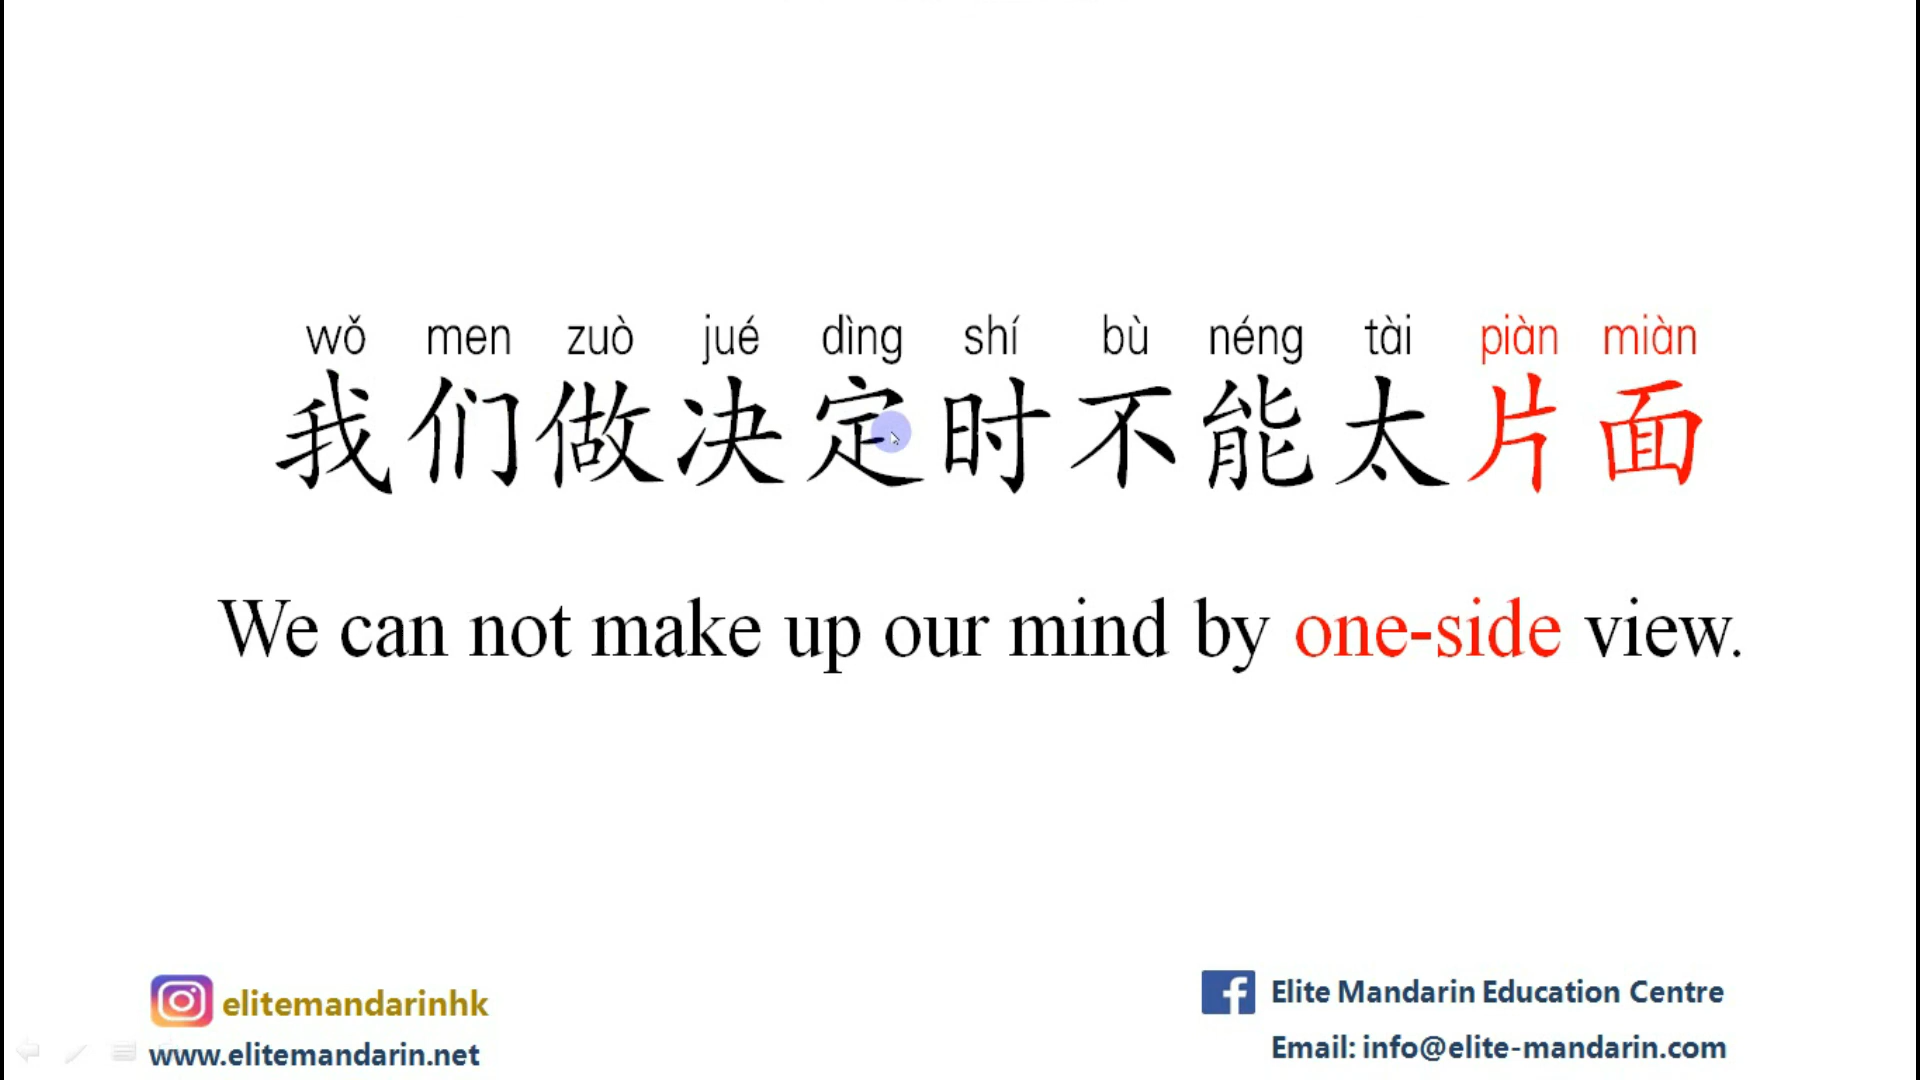 wǒ men zuò jué dìng shí bù néng tài piàn miàn
我们做决定时不能太片面
We can not make up our mind by one-side view.
elitemandarinhk
www.elitemandarin.net
Elite Mandarin Education Centre
Email: info@elite-mandarin.com